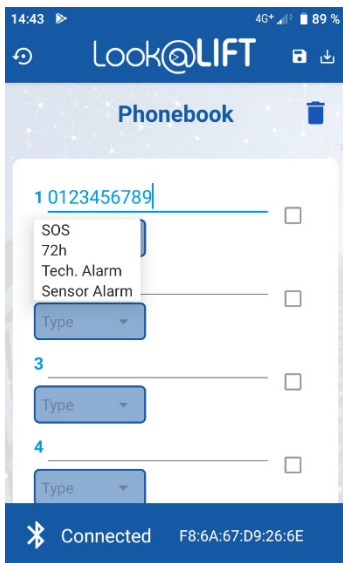 14:43 4G+ 89 %
Look@LIFT
Phonebook
1 0123456789
SOS
72h
Tech. Alarm
Sensor Alarm
Type
3
Type
4
Type
Connected F8:6A:67:D9:26:6E